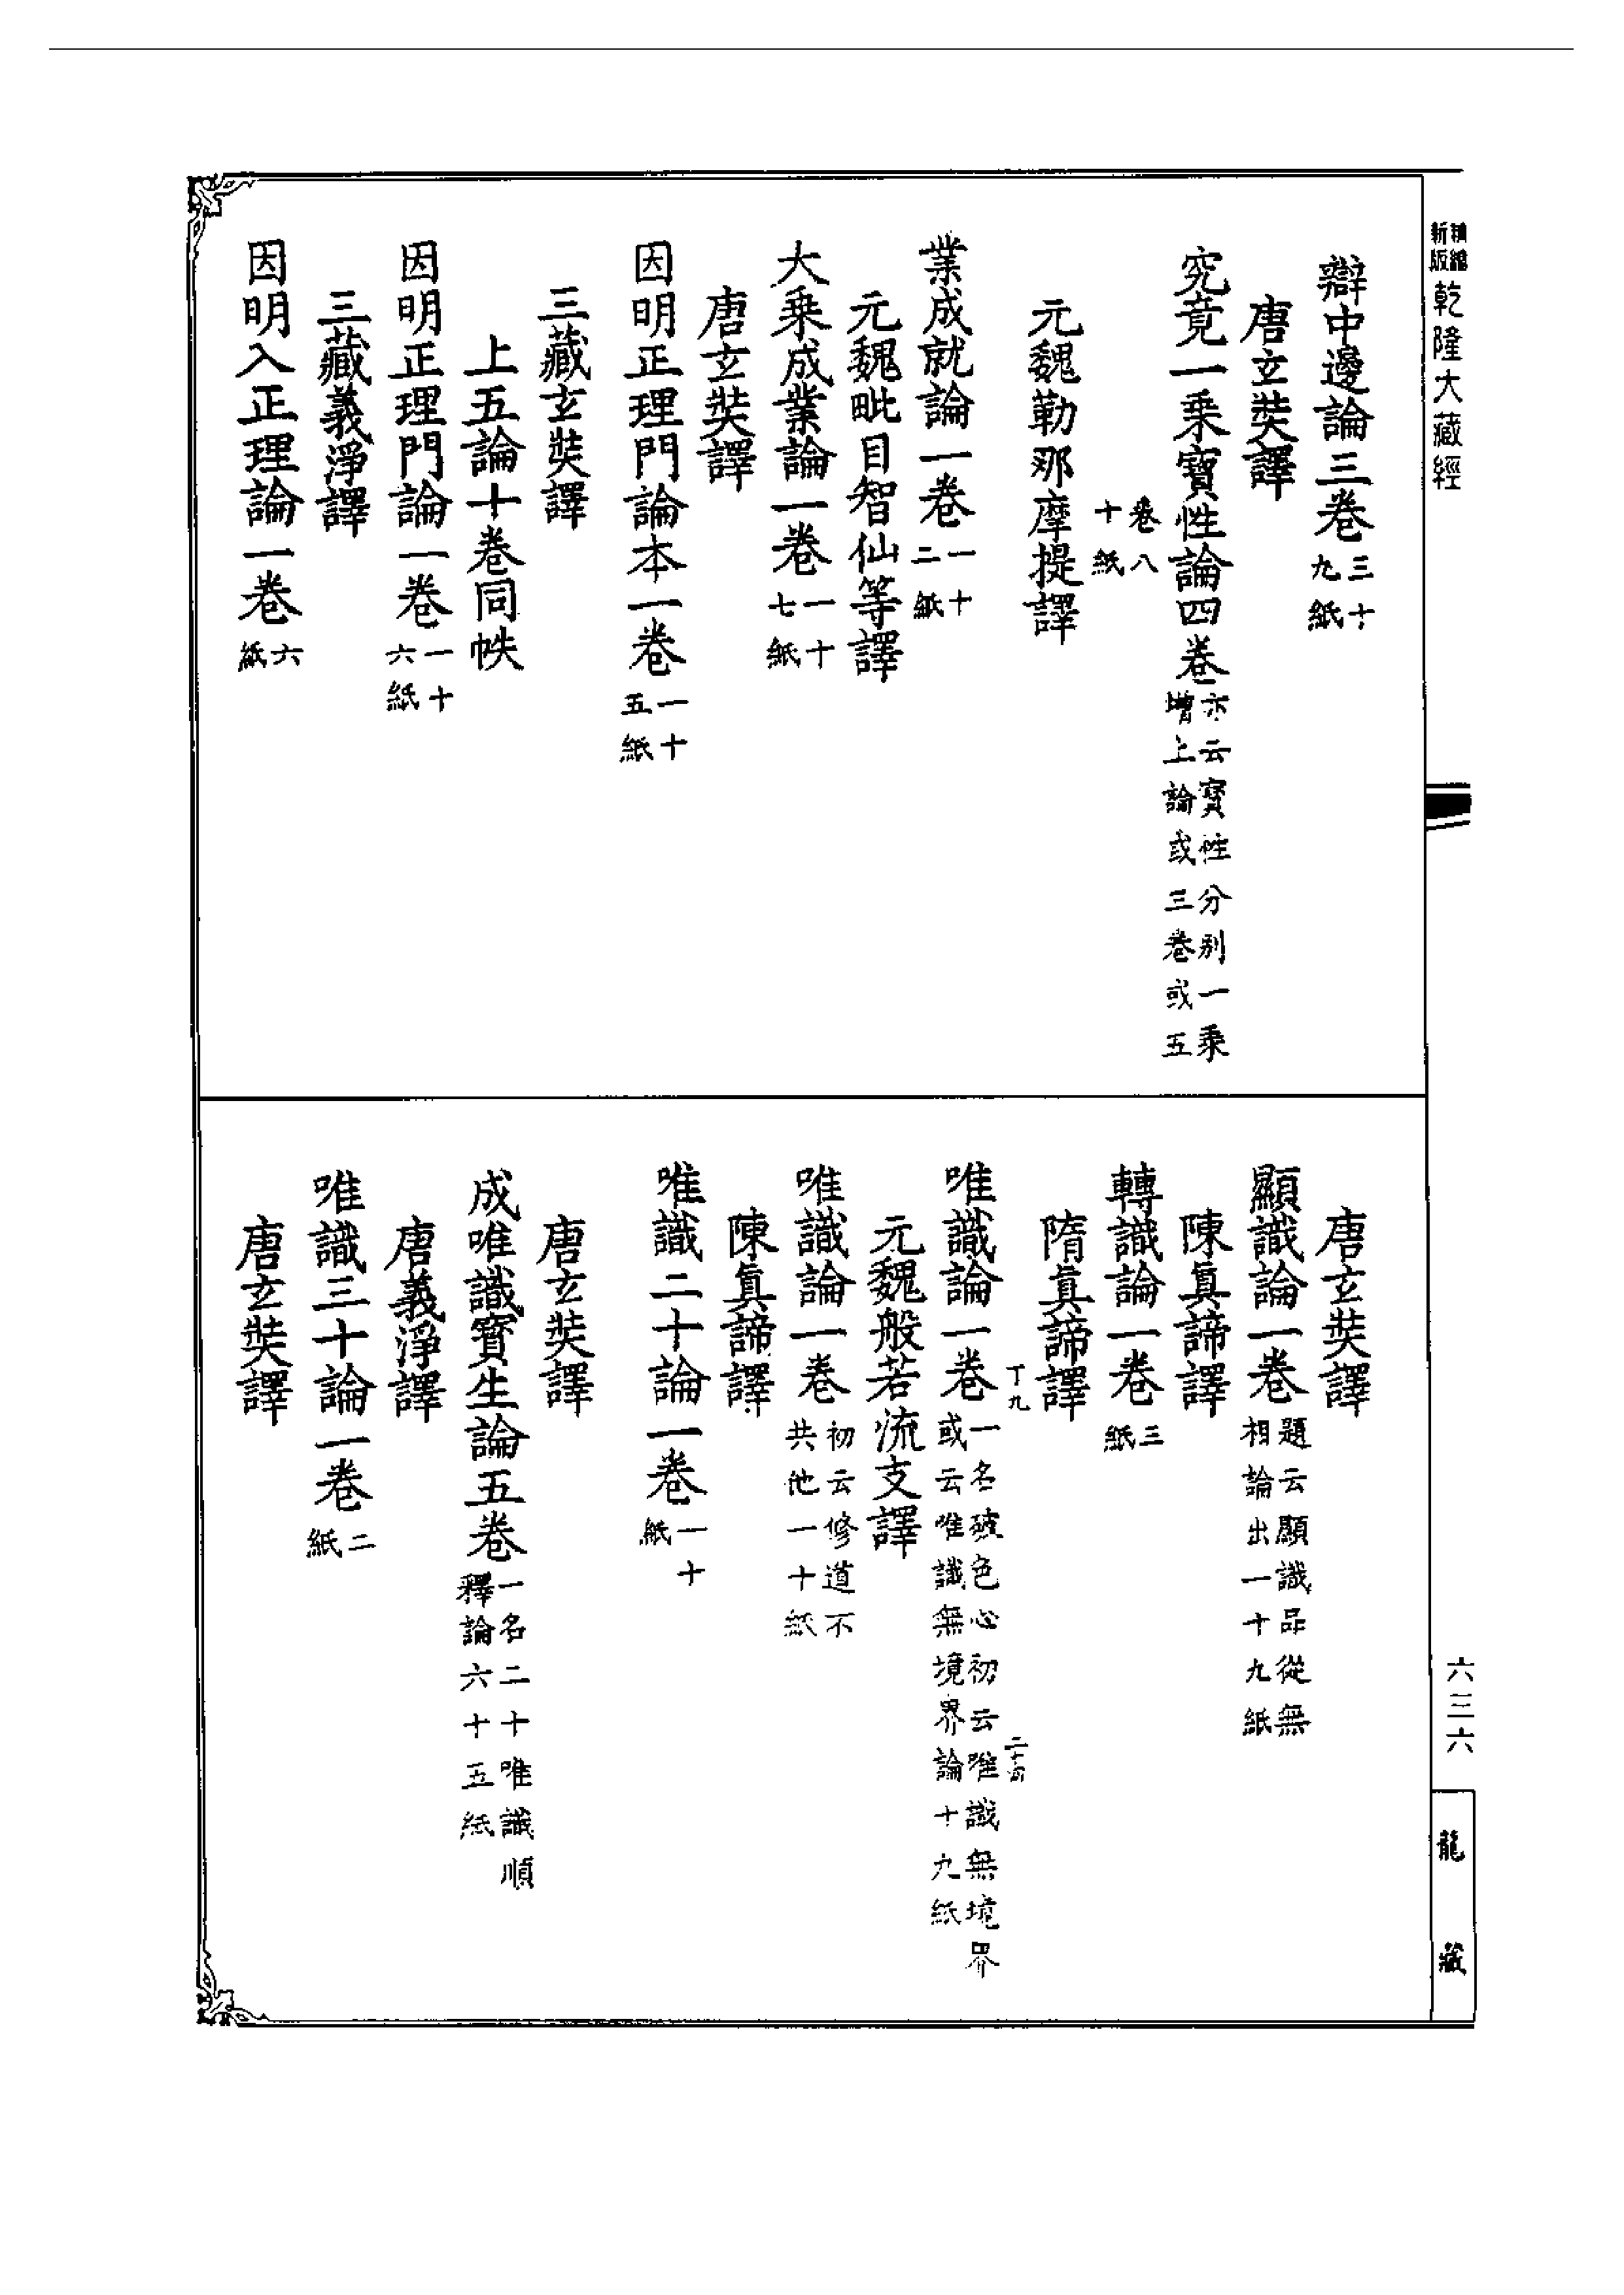 精縮新版乾隆大藏經
辯中邊論三卷三十九紙
唐玄奘譯
究竟一乘寶性論四卷亦云寶性分別一乘增上論或三卷或五
卷八十紙
元魏勒那摩提譯
業成就論一卷一十二紙
元魏毗目智仙等譯
大乘成業論一卷一十七紙
唐玄奘譯
因明正理門論本一卷一十五紙
三藏玄奘譯
上五論十卷同帙
因明正理門論一卷一十六紙
三藏義淨譯
因明入正理論一卷六紙
唐玄奘譯
顯識論一卷題云顯識品從無相論出一十九紙
陳真諦譯
轉識論一卷三紙
隋真諦譯
丁九
唯識論一卷一名破色心初云唯識無境界或云唯識無境界論十九紙
元魏般若流支譯
唯識論一卷初云修道不共他一十紙
陳真諦譯
唯識二十論一卷一十紙
唐玄奘譯
成唯識寶生論五卷一名二十唯識順釋論六十五紙
唐義淨譯
唯識三十論一卷二紙
唐玄奘譯
六三六
龍藏